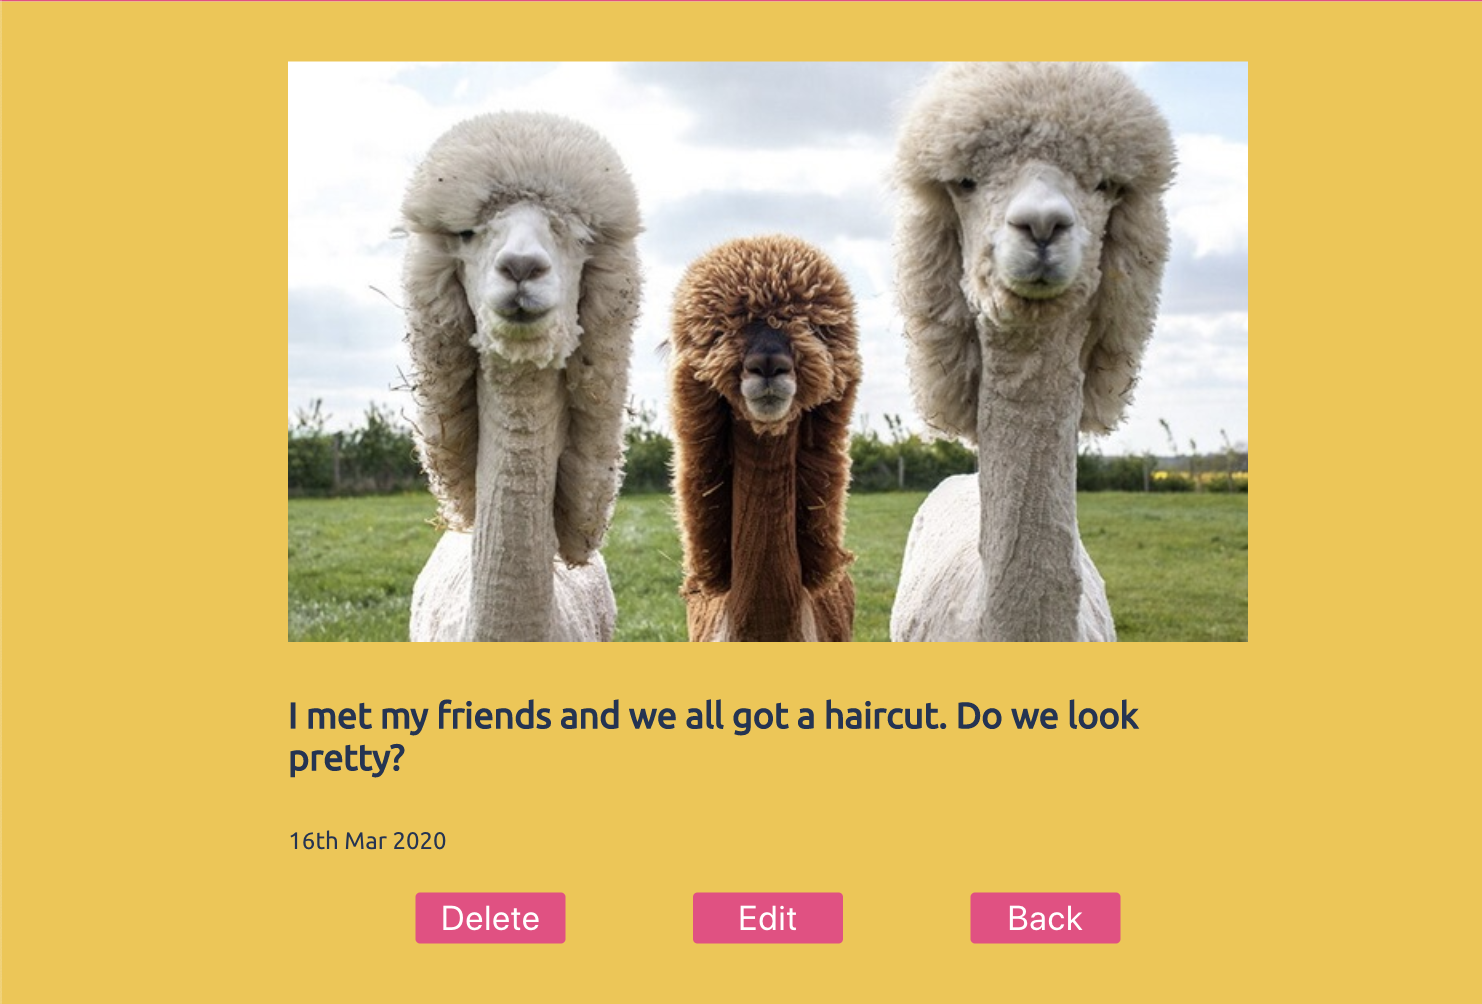 I met my friends and we all got a haircut. Do we look
pretty?
16th Mar 2020
Delete
Edit
Back